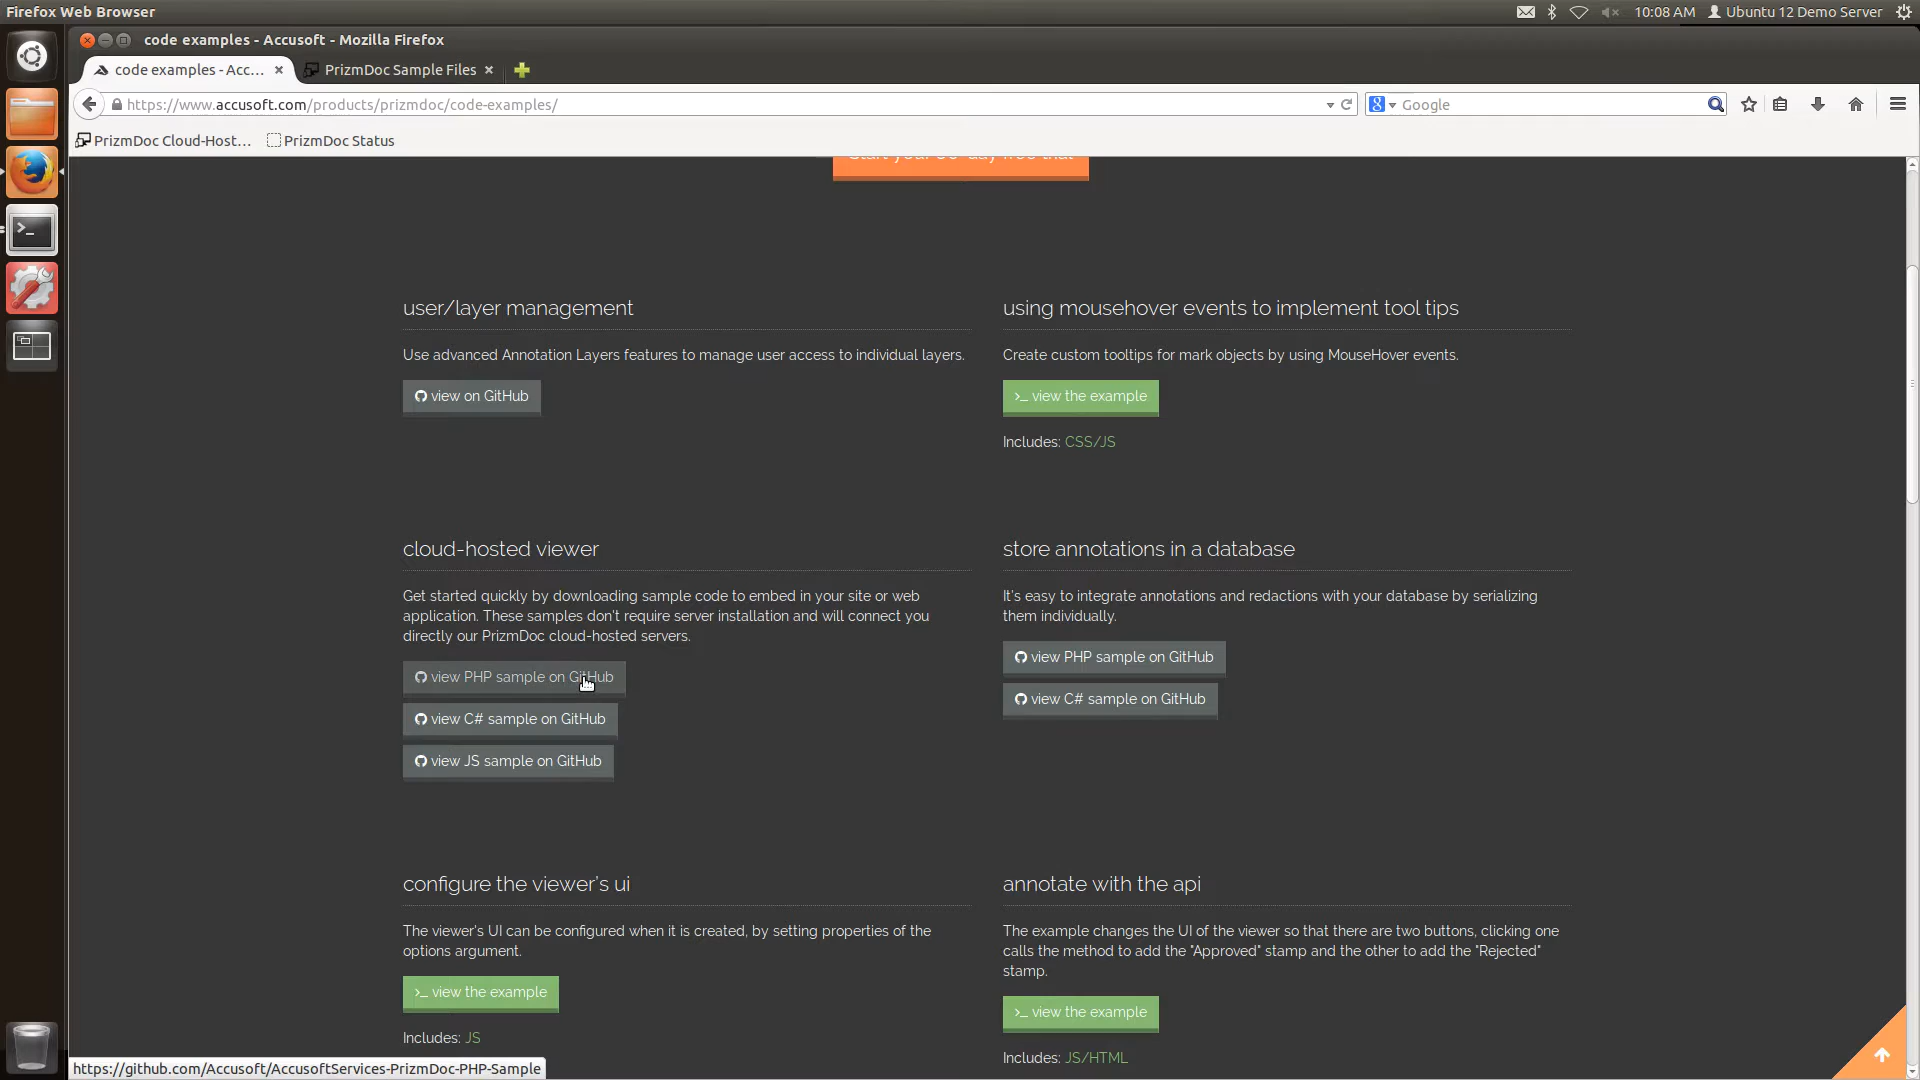 Firefox Web Browser
10:08 AM
Ubuntu 12 Demo Server
code examples - Accusoft - Mozilla Firefox
code examples - Acc...
PrizmDoc Sample Files
https://www.accusoft.com/products/prizmdoc/code-examples/
Google
PrizmDoc Cloud-Host...
PrizmDoc Status
Start your 30-day free trial
user/layer management
Use advanced Annotation Layers features to manage user access to individual layers.
view on GitHub
using mousehover events to implement tool tips
Create custom tooltips for mark objects by using MouseHover events.
>_ view the example
Includes: CSS/JS
cloud-hosted viewer
Get started quickly by downloading sample code to embed in your site or web
application. These samples don't require server installation and will connect you
directly our PrizmDoc cloud-hosted servers.
view PHP sample on GitHub
view C# sample on GitHub
view JS sample on GitHub
store annotations in a database
It's easy to integrate annotations and redactions with your database by serializing
them individually.
view PHP sample on GitHub
view C# sample on GitHub
configure the viewer's ui
The viewer's UI can be configured when it is created, by setting properties of the
options argument.
>_ view the example
Includes: JS
annotate with the api
The example changes the UI of the viewer so that there are two buttons, clicking one
calls the method to add the "Approved" stamp and the other to add the "Rejected"
stamp.
>_ view the example
Includes: JS/HTML
https://github.com/Accusoft/AccusoftServices-PrizmDoc-PHP-Sample